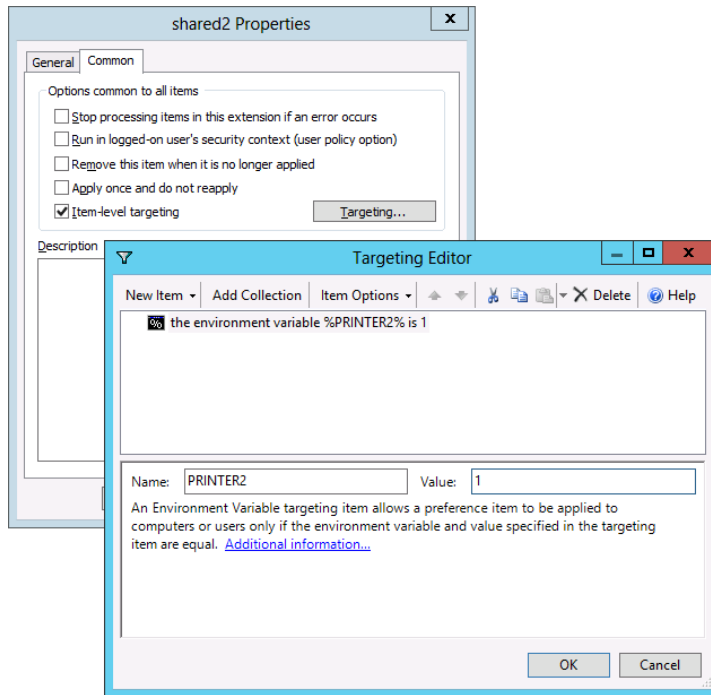 shared2 Properties
x
General Common
Options common to all items
Stop processing items in this extension if an error occurs
Run in logged-on user's security context (user policy option)
Remove this item when it is no longer applied
Apply once and do not reapply
Item-level targeting Targeting...
Description
Targeting Editor
x
New Item Add Collection Item Options Delete Help
% the environment variable %PRINTER2% is 1
Name: PRINTER2 Value: 1
An Environment Variable targeting item allows a preference item to be applied to
computers or users only if the environment variable and value specified in the targeting
item are equal. Additional information...
OK Cancel